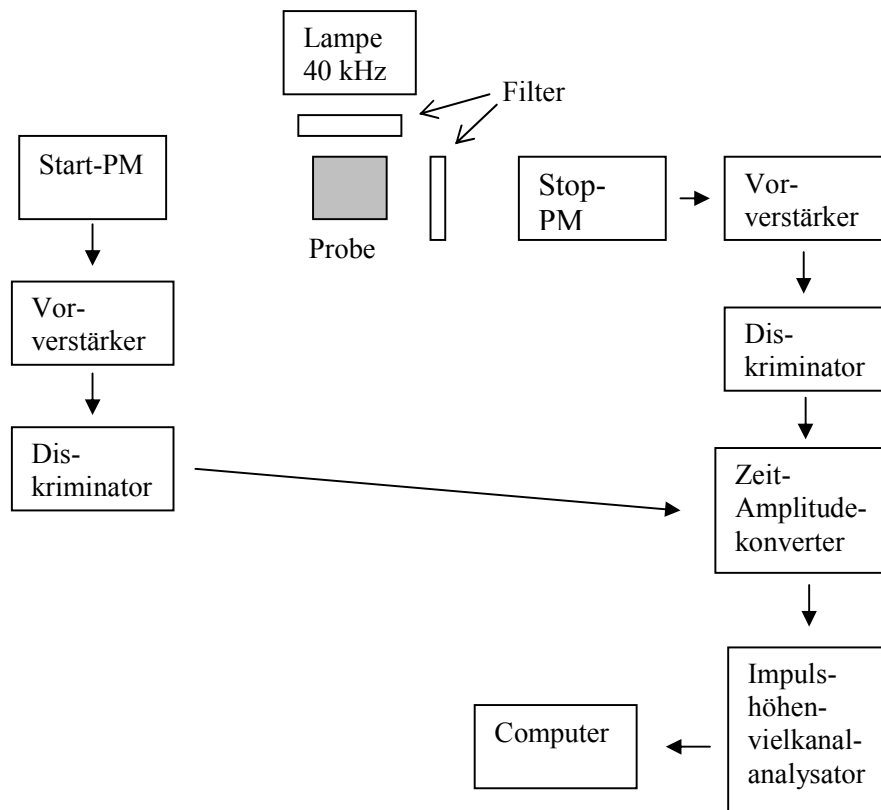 Lampe
40 kHz
Filter
Start-PM
Probe
Stop-
PM
Vor-
verstärker
Vor-
verstärker
Dis-
kriminator
Dis-
kriminator
Zeit-
Amplitude-
konverter
Impuls-
höhen-
vielkanal-
analysator
Computer